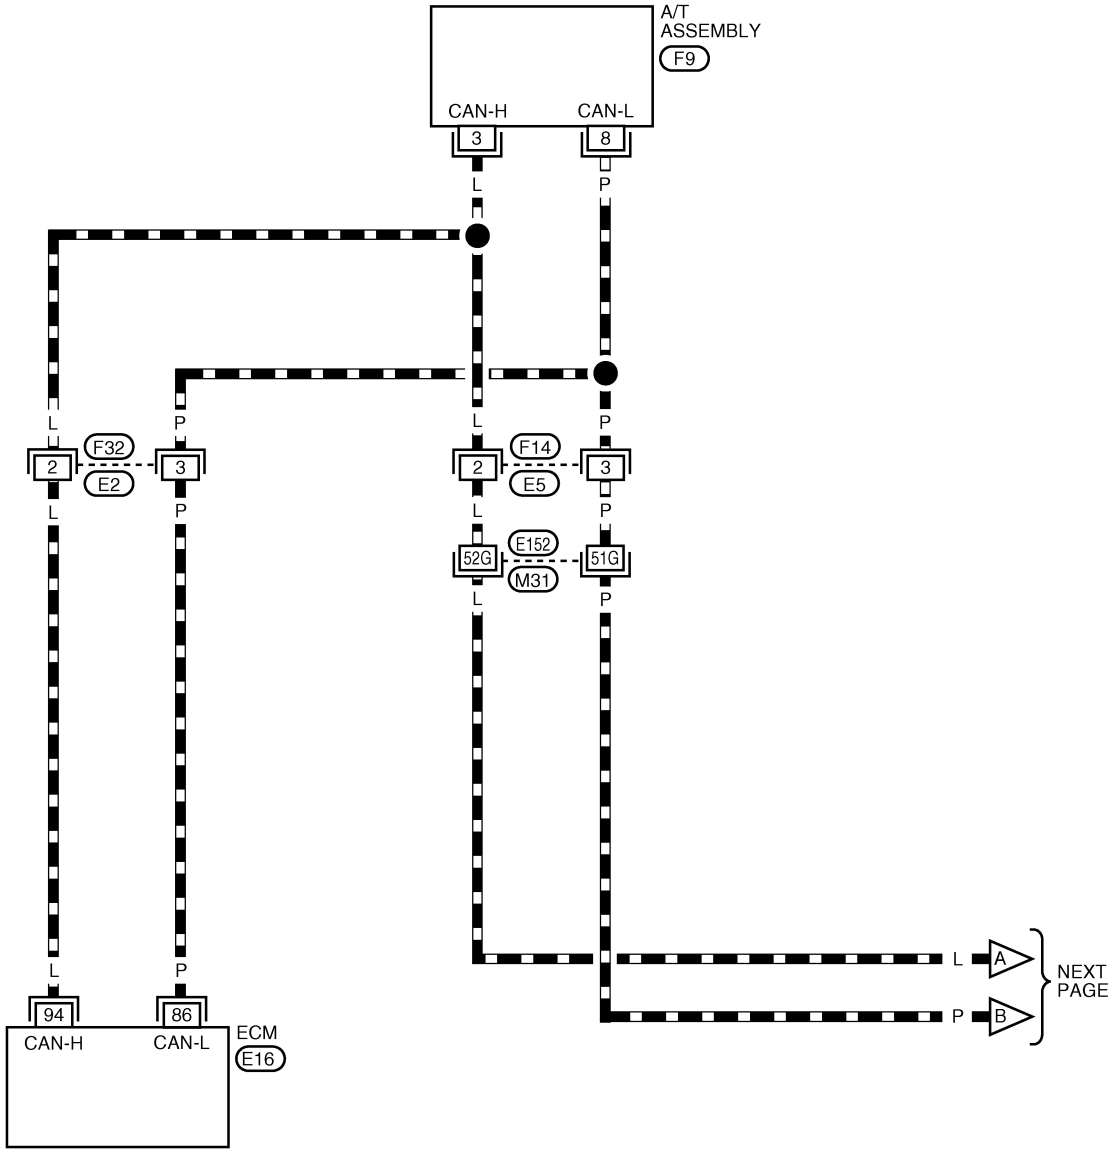 A/T
ASSEMBLY
F9
CAN-H CAN-L
3 8
L P
L P L P
F32 F14
2 3 2 3
E2 E5
L P L P
E152
52G 51G
M31
L P
L A
NEXT
PAGE
L P
P B
94 86
ECM
CAN-H CAN-L
E16